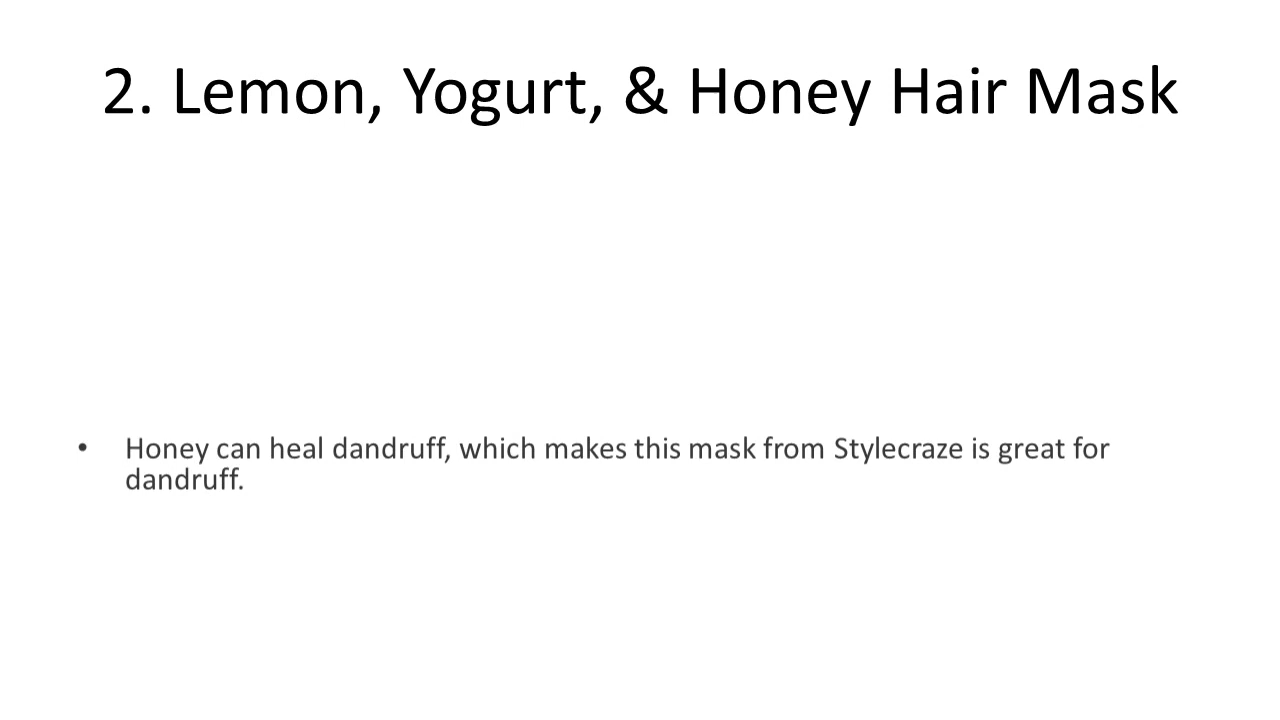 2. Lemon, Yogurt, & Honey Hair Mask
• Honey can heal dandruff, which makes this mask from Stylecraze is great for
dandruff.